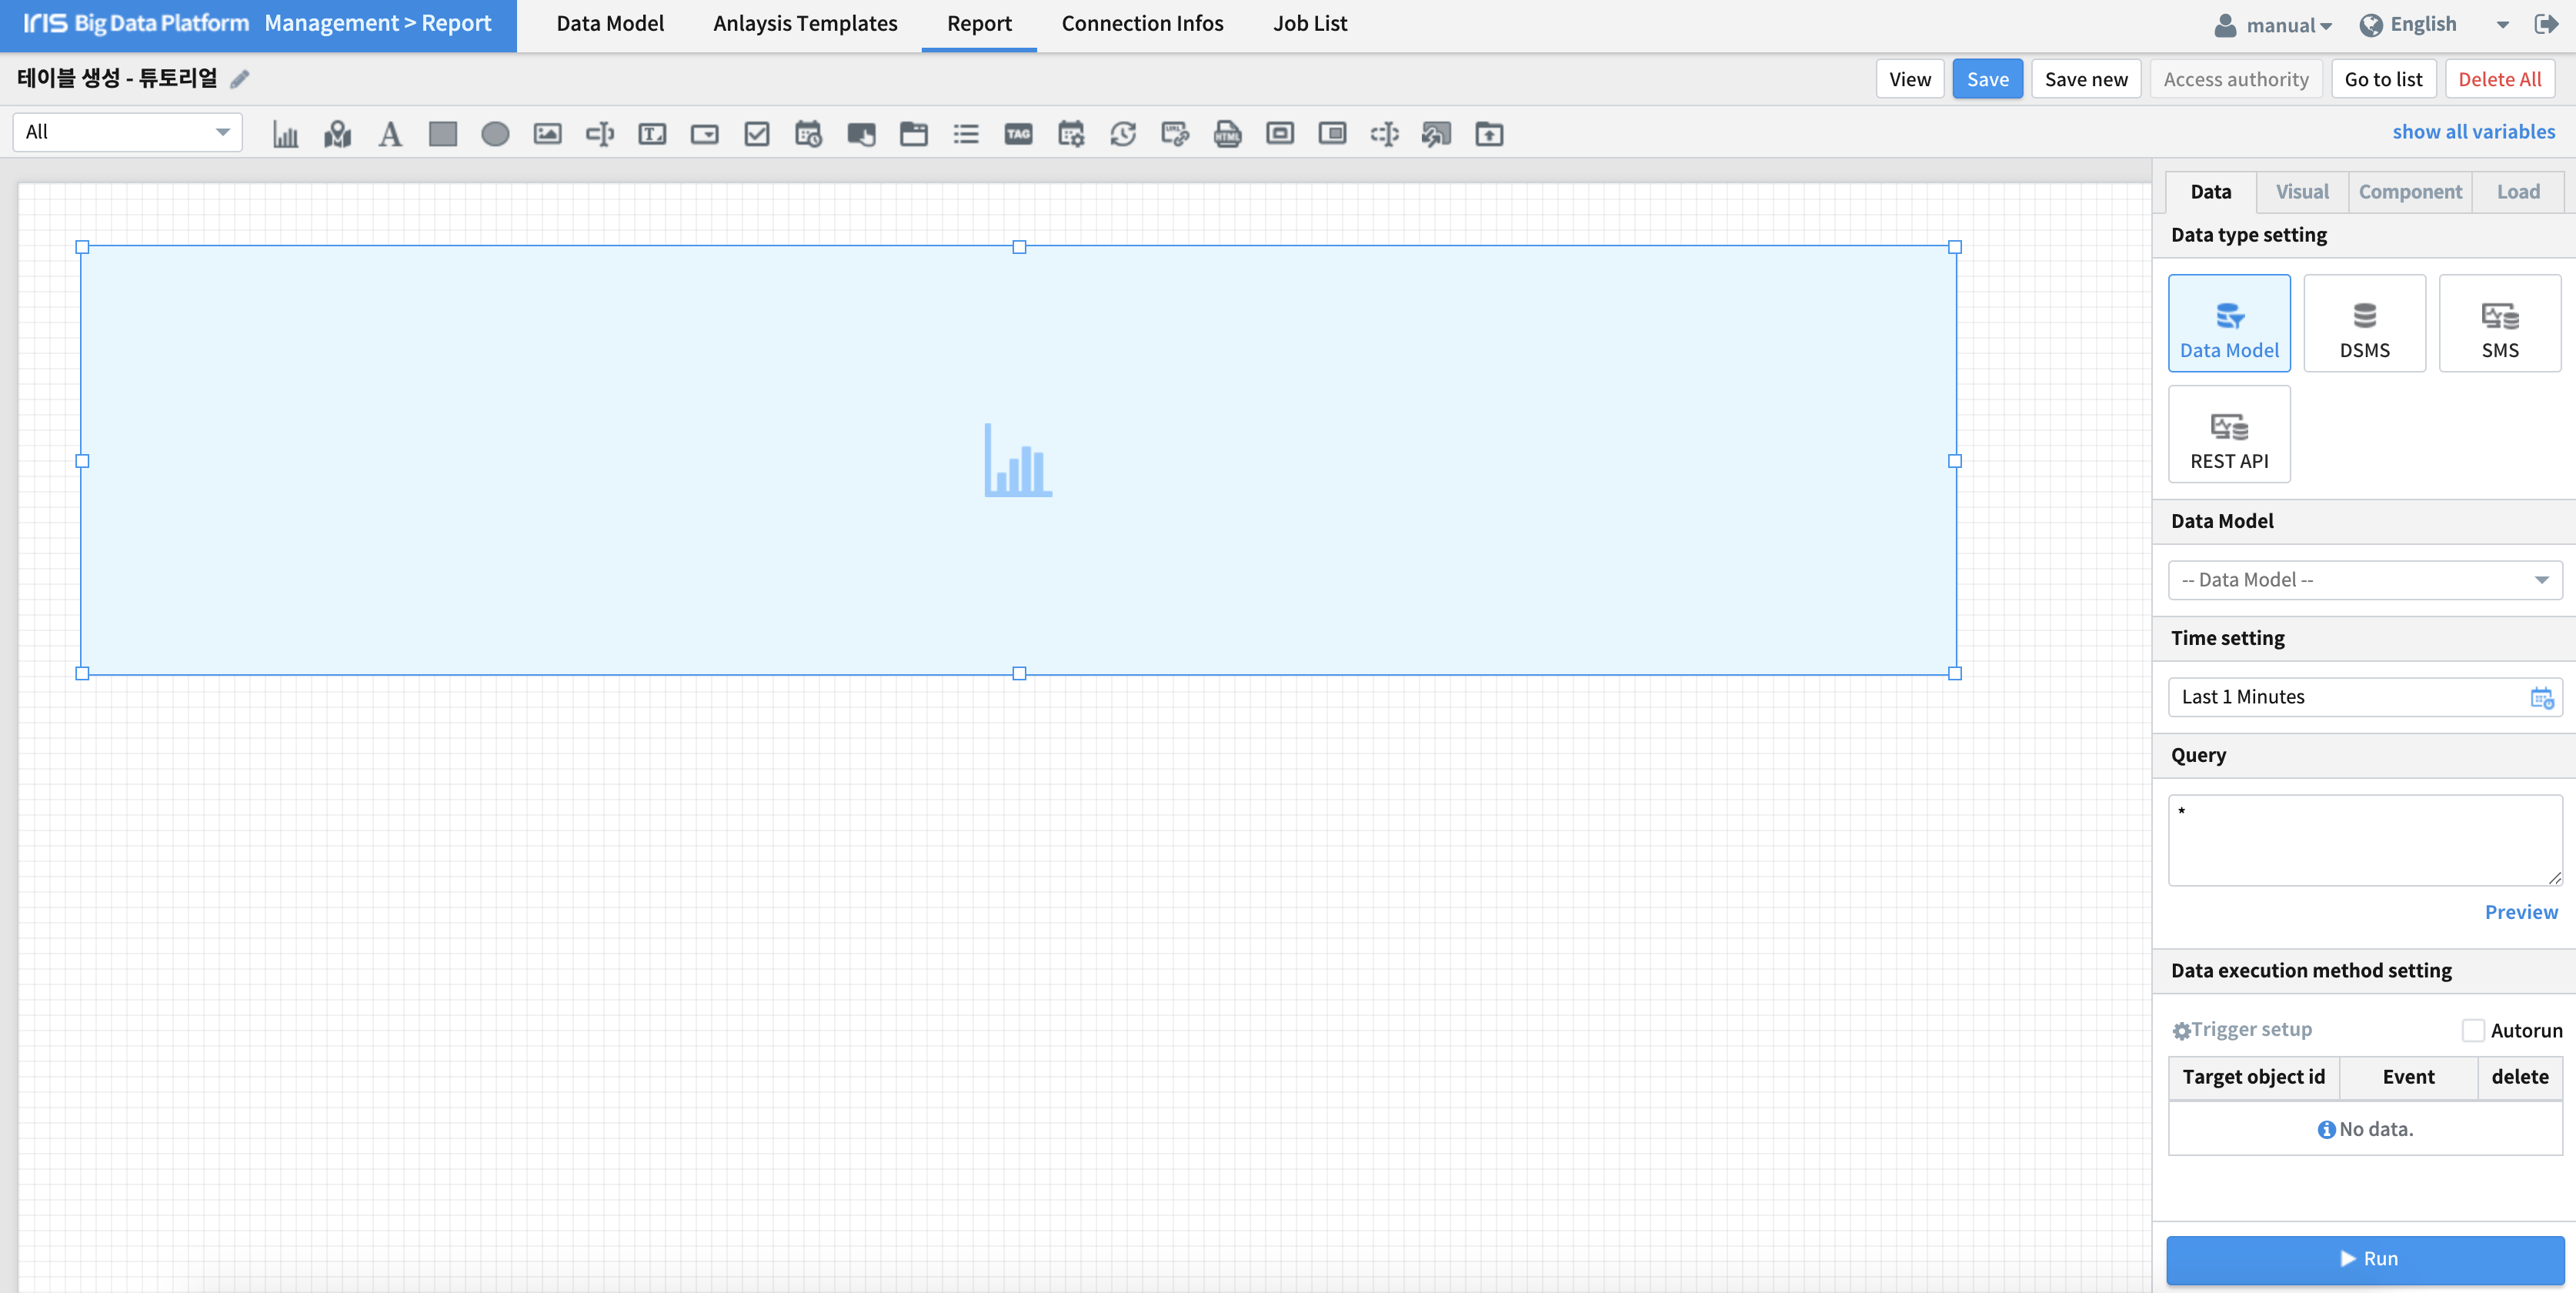 IRIS Big Data Platform Management > Report Data Model Anlaysis Templates Report Connection Infos Job List manual English
테이블 생성 - 튜토리얼 View Save Save new Access authority Go to list Delete All
All T TAG URL HTML show all variables
Data Visual Component Load
Data type setting
Data Model DSMS SMS
REST API
Data Model
-- Data Model --
Time setting
Last 1 Minutes
Query
*
Preview
Data execution method setting
Trigger setup Autorun
Target object id Event delete
No data.
Run